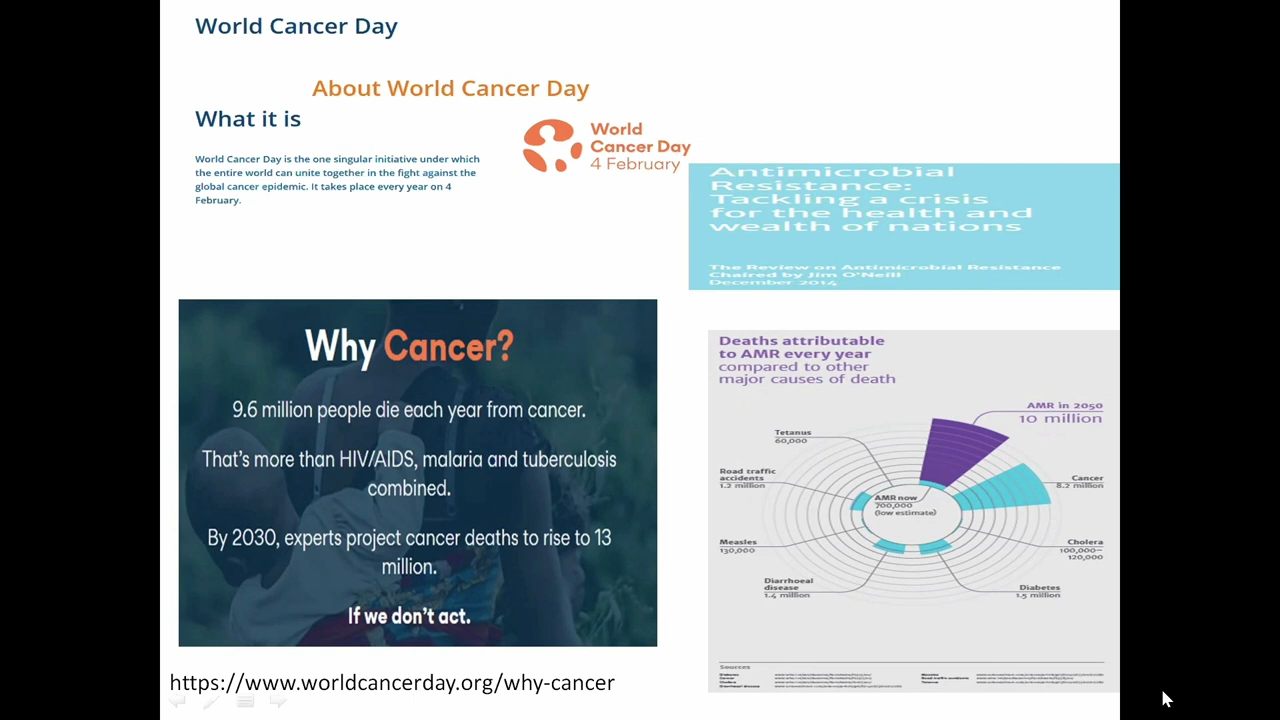 World Cancer Day
About World Cancer Day
What it is
World Cancer Day is the one singular initiative under which
the entire world can unite together in the fight against the
global cancer epidemic. It takes place every year on 4
February.
World
Cancer Day
4 February
Antimicrobial
Resistance:
Tackling a crisis
for the health and
wealth of nations
The Review on Antimicrobial Resistance
Chaired by Jim O'Neill
December 2014
Why Cancer?
9.6 million people die each year from cancer.
That's more than HIV/AIDS, malaria and tuberculosis
combined.
By 2030, experts project cancer deaths to rise to 13
million.
If we don't act.
https://www.worldcancerday.org/why-cancer
Deaths attributable
to AMR every year
compared to other
major causes of death
AMR in 2050
10 million
Tetanus
60,000
Road traffic
accidents
1.2 million
Cancer
8.2 million
AMR now
700,000
(low estimate)
Measles
130,000
Cholera
100,000–
120,000
Diarrhoeal
disease
1.4 million
Diabetes
1.5 million
Sources